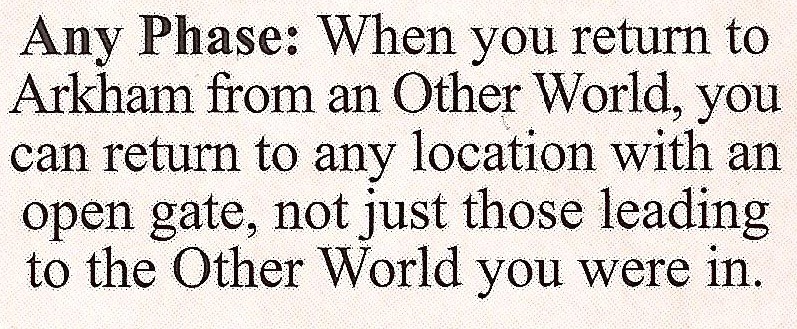 Any Phase: When you return to
Arkham from an Other World, you
can return to any location with an
open gate, not just those leading
to the Other World you were in.